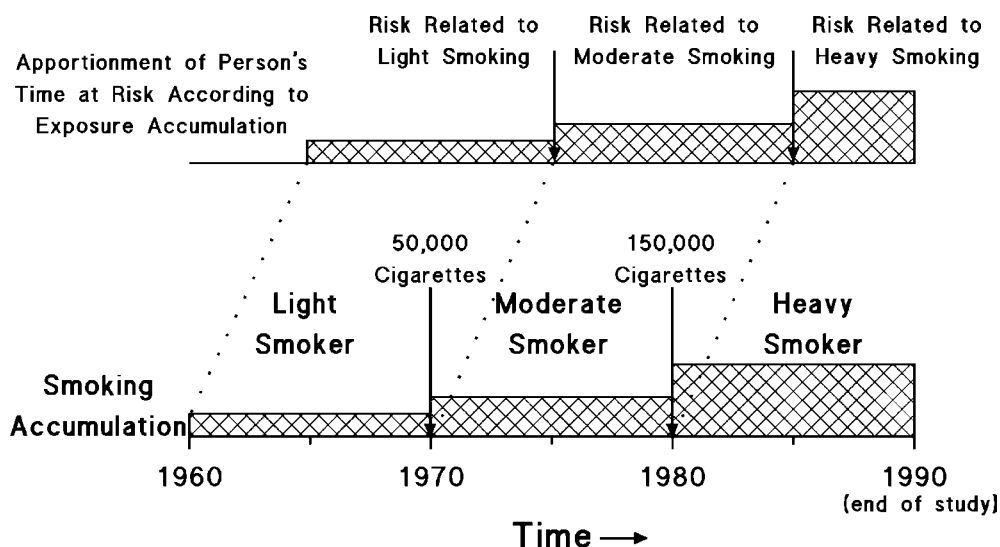 Apportionment of Person's
Time at Risk According to
Exposure Accumulation
Risk Related to
Light Smoking
Risk Related to
Moderate Smoking
Risk Related to
Heavy Smoking
50,000
Cigarettes
150,000
Cigarettes
Light
Smoker
Moderate
Smoker
Heavy
Smoker
Smoking
Accumulation
1960
1970
1980
1990
(end of study)
Time